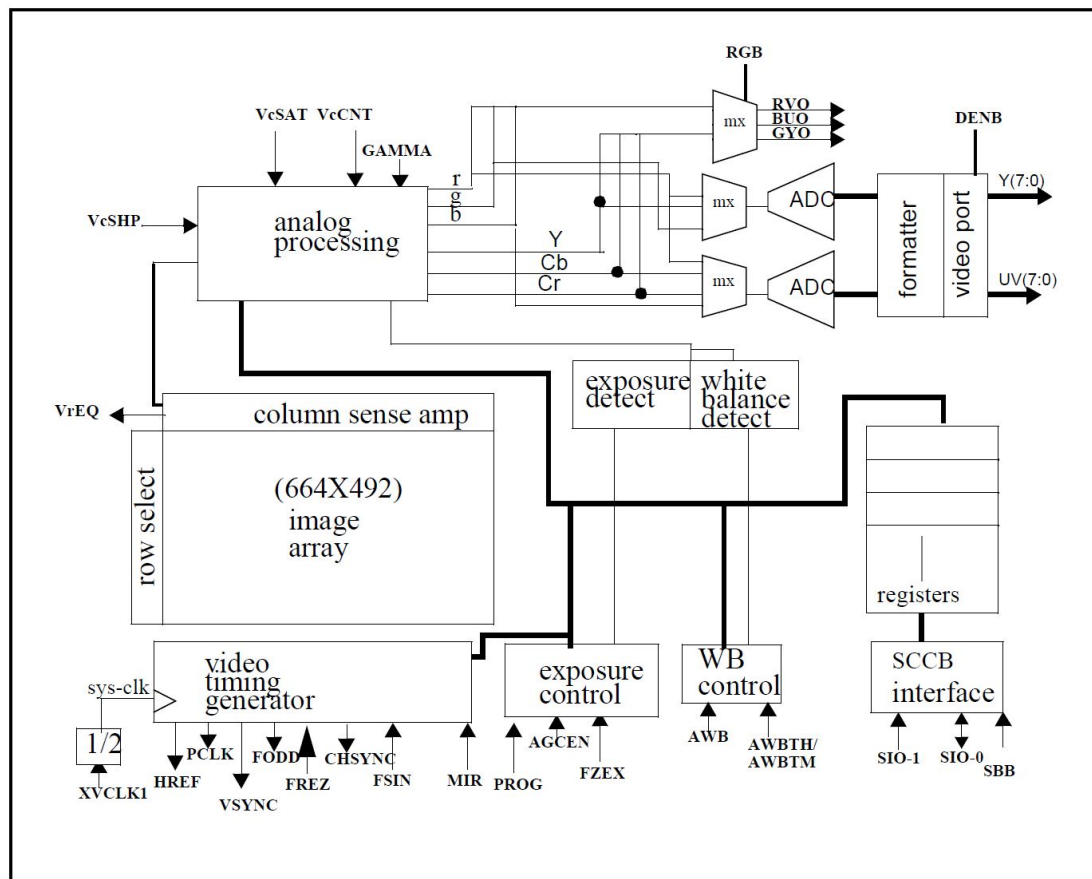 RGB
RVO
BUO
GYO
mx
DENB
VcSAT
VcCNT
GAMMA
VcSHP
analog
processing
r
g
b
Y
Cb
Cr
mx
ADC
mx
ADC
formatter
video port
Y(7:0)
UV(7:0)
exposure
detect
white
balance
detect
VrEQ
column sense amp
row select
(664X492)
image
array
registers
video
timing
generator
sys-clk
1/2
XVCLK1
HREF
PCLK
VSYNC
FODD
FREZ
CHSYNC
FSIN
MIR
exposure
control
PROG
AGCEN
FZEX
WB
control
AWB
AWBTH/
AWBTM
SCCB
interface
SIO-1
SIO-0
SBB